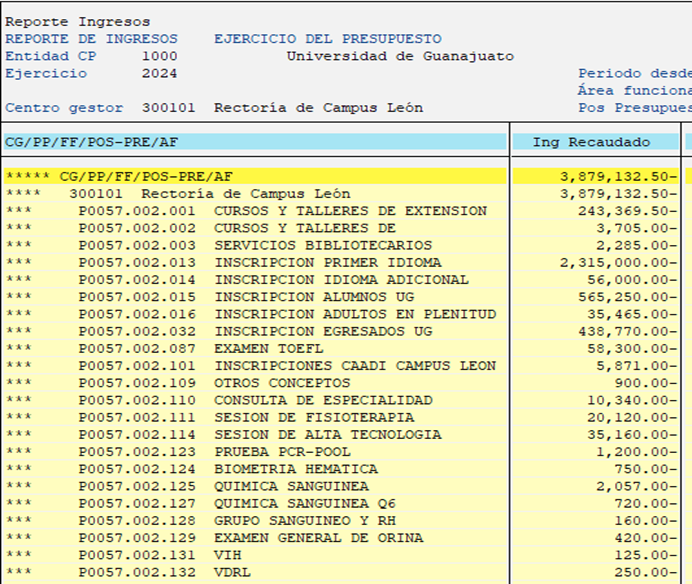 Reporte Ingresos
REPORTE DE INGRESOS EJERCICIO DEL PRESUPUESTO
Entidad CP 1000 Universidad de Guanajuato
Ejercicio 2024 Periodo desde
Área funciona
Centro gestor 300101 Rectoría de Campus León Pos Presupues
CG/PP/FF/POS-PRE/AF Ing Recaudado
***** CG/PP/FF/POS-PRE/AF 3,879,132.50-
**** 300101 Rectoría de Campus León 3,879,132.50-
*** P0057.002.001 CURSOS Y TALLERES DE EXTENSION 243,369.50-
*** P0057.002.002 CURSOS Y TALLERES DE 3,705.00-
*** P0057.002.003 SERVICIOS BIBLIOTECARIOS 2,285.00-
*** P0057.002.013 INSCRIPCION PRIMER IDIOMA 2,315,000.00-
*** P0057.002.014 INSCRIPCION IDIOMA ADICIONAL 56,000.00-
*** P0057.002.015 INSCRIPCION ALUMNOS UG 565,250.00-
*** P0057.002.016 INSCRIPCION ADULTOS EN PLENITUD 35,465.00-
*** P0057.002.032 INSCRIPCION EGRESADOS UG 438,770.00-
*** P0057.002.087 EXAMEN TOEFL 58,300.00-
*** P0057.002.101 INSCRIPCIONES CAADI CAMPUS LEON 5,871.00-
*** P0057.002.109 OTROS CONCEPTOS 900.00-
*** P0057.002.110 CONSULTA DE ESPECIALIDAD 10,340.00-
*** P0057.002.111 SESION DE FISIOTERAPIA 20,120.00-
*** P0057.002.114 SESION DE ALTA TECNOLOGIA 35,160.00-
*** P0057.002.123 PRUEBA PCR-POOL 1,200.00-
*** P0057.002.124 BIOMETRIA HEMATICA 750.00-
*** P0057.002.125 QUIMICA SANGUINEA 2,057.00-
*** P0057.002.127 QUIMICA SANGUINEA Q6 720.00-
*** P0057.002.128 GRUPO SANGUINEO Y RH 160.00-
*** P0057.002.129 EXAMEN GENERAL DE ORINA 420.00-
*** P0057.002.131 VIH 125.00-
*** P0057.002.132 VDRL 250.00-